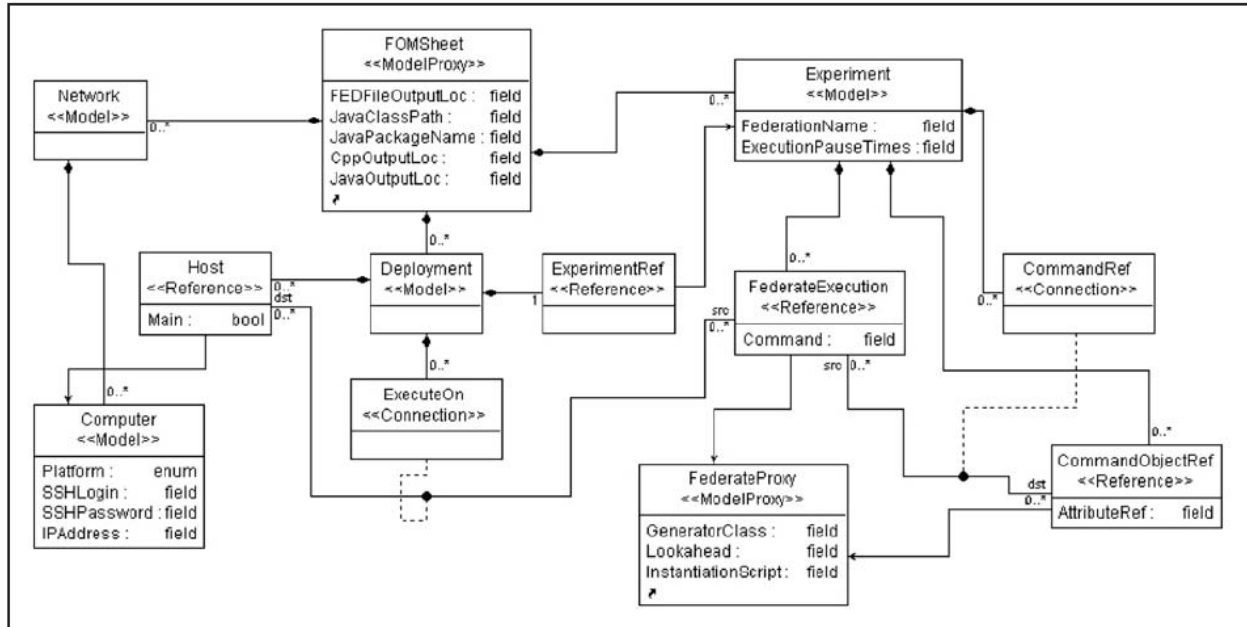 FOMSheet
<<ModelProxy>>
FEDFileOutputLoc : field
JavaClassPath : field
JavaPackageName : field
CppOutputLoc : field
JavaOutputLoc : field
Network
<<Model>>
0..*
Experiment
<<Model>>
FederationName : field
ExecutionPauseTimes : field
0..*
0..*
Host
<<Reference>>
Main : bool
0..*
dst
0..*
Deployment
<<Model>>
ExperimentRef
<<Reference>>
1
0..*
FederateExecution
<<Reference>>
Command : field
src
0..*
src 0..*
CommandRef
<<Connection>>
0..*
0..*
ExecuteOn
<<Connection>>
0..*
Computer
<<Model>>
Platform : enum
SSHLogin : field
SSHPassword : field
IPAddress : field
FederateProxy
<<ModelProxy>>
GeneratorClass : field
Lookahead : field
InstantiationScript : field
0..*
CommandObjectRef
<<Reference>>
AttributeRef : field
dst
0..*